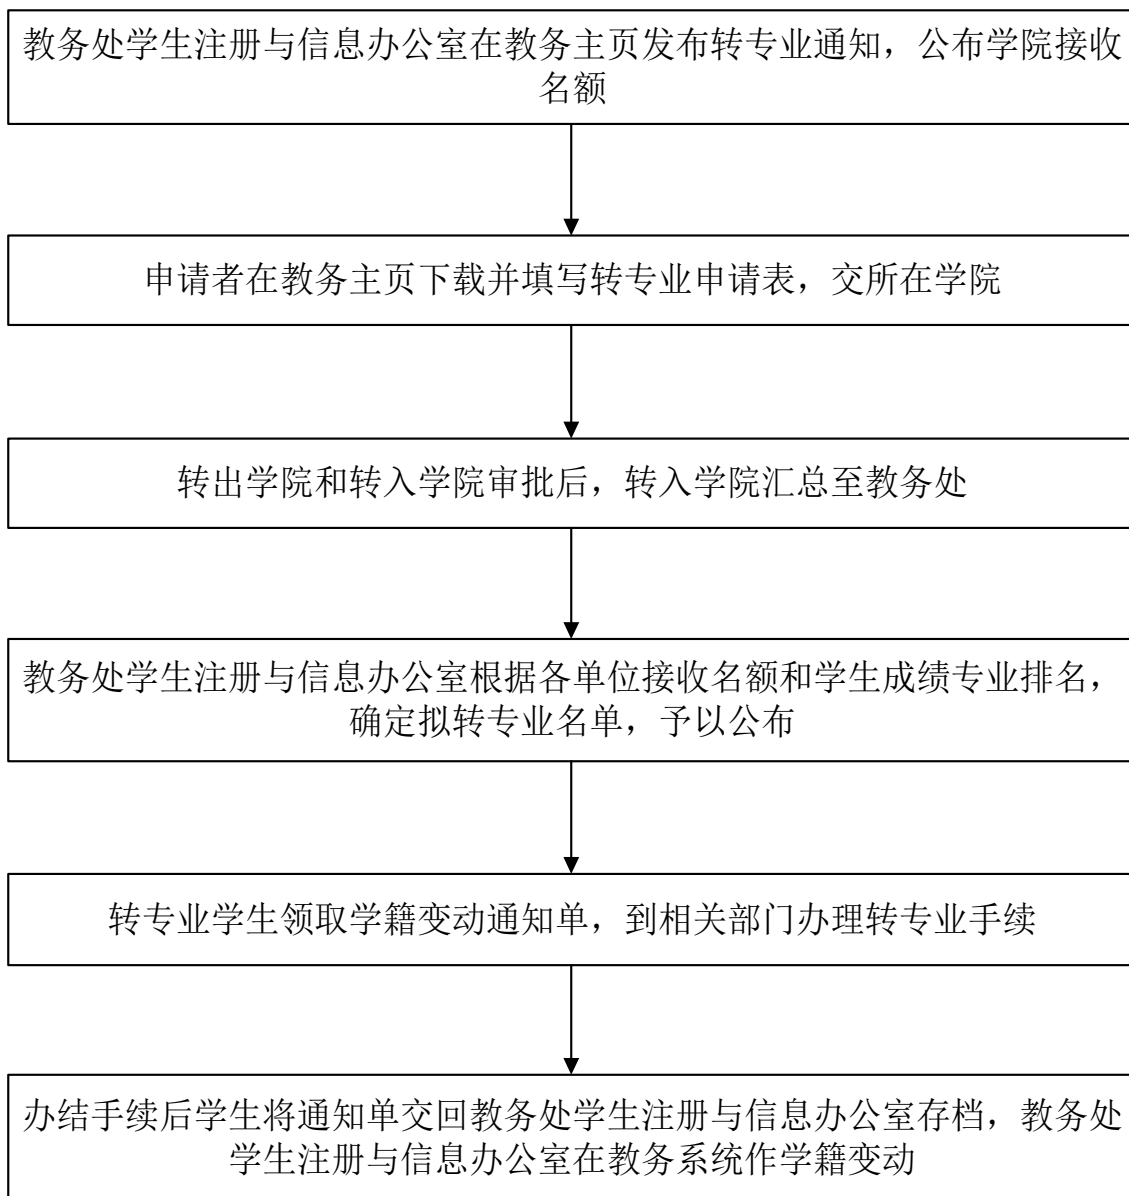 教务处学生注册与信息办公室在教务主页发布转专业通知，公布学院接收
名额
申请者在教务主页下载并填写转专业申请表，交所在学院
转出学院和转入学院审批后，转入学院汇总至教务处
教务处学生注册与信息办公室根据各单位接收名额和学生成绩专业排名，
确定拟转专业名单，予以公布
转专业学生领取学籍变动通知单，到相关部门办理转专业手续
办结手续后学生将通知单交回教务处学生注册与信息办公室存档，教务处
学生注册与信息办公室在教务系统作学籍变动